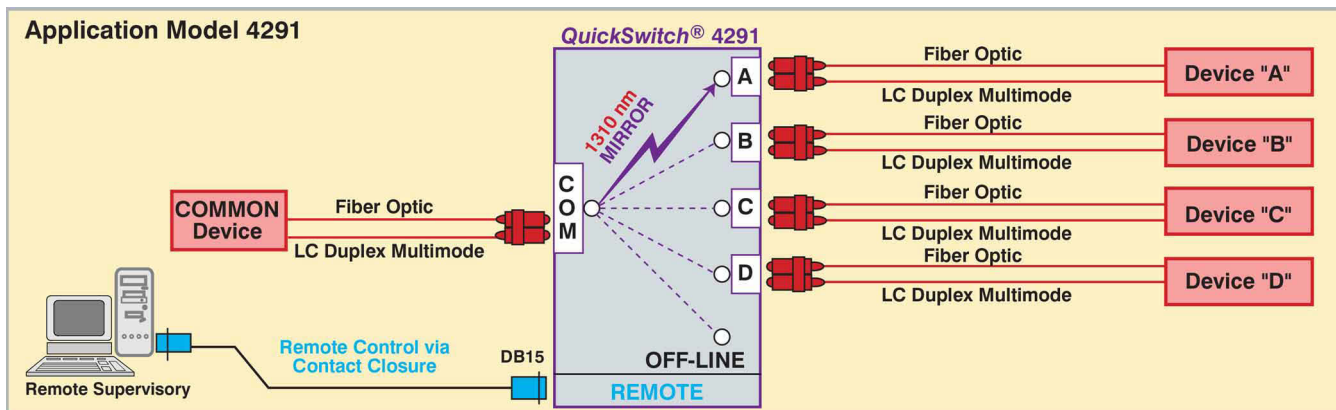 Application Model 4291
QuickSwitch® 4291
COMMON
Device
Fiber Optic
LC Duplex Multimode
COM
1310 nm
MIRROR
A
Fiber Optic
LC Duplex Multimode
Device "A"
B
Fiber Optic
LC Duplex Multimode
Device "B"
C
Fiber Optic
LC Duplex Multimode
Device "C"
D
Fiber Optic
LC Duplex Multimode
Device "D"
OFF-LINE
REMOTE
DB15
Remote Control via
Contact Closure
Remote Supervisory